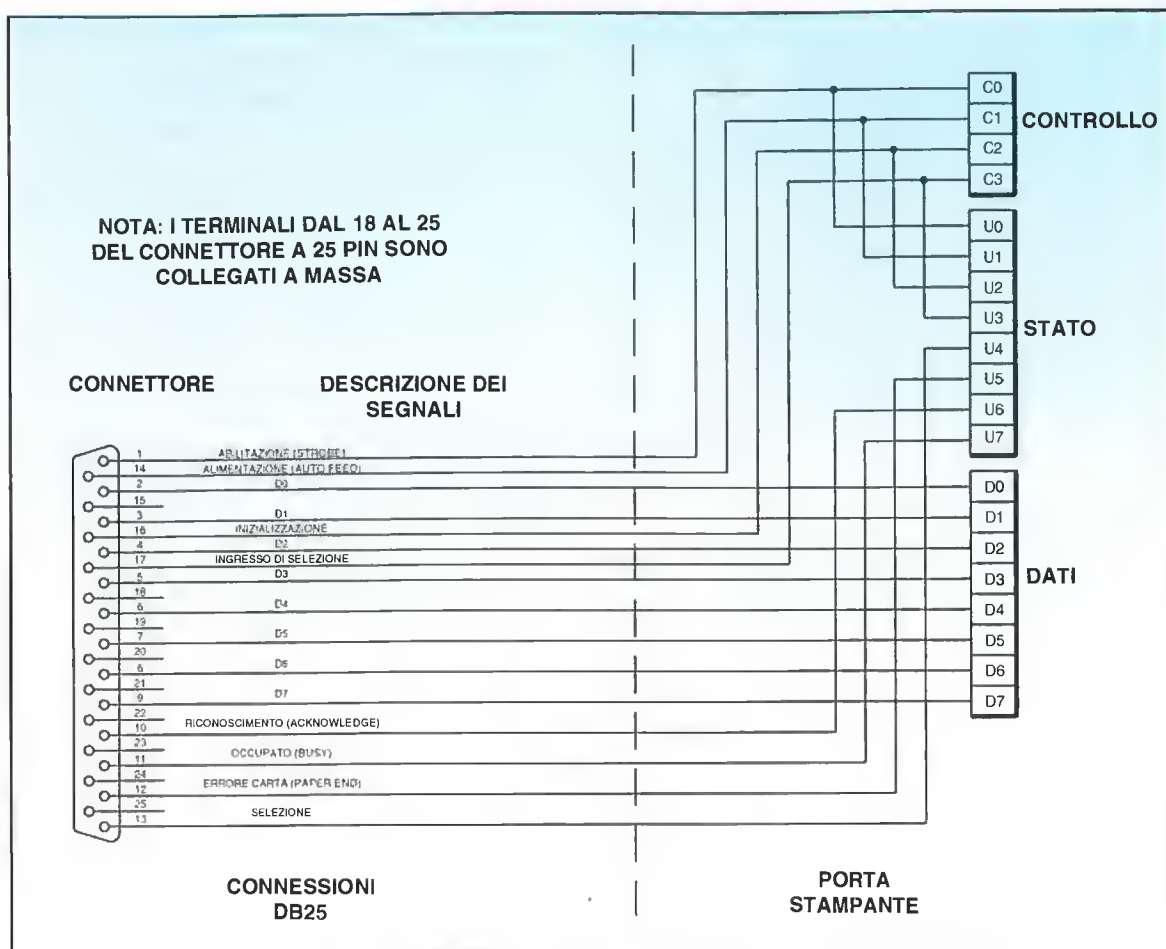 C0
C1
C2
C3
CONTROLLO
NOTA: I TERMINALI DAL 18 AL 25
DEL CONNETTORE A 25 PIN SONO
COLLEGATI A MASSA
U0
U1
U2
U3
U4
U5
U6
U7
STATO
CONNETTORE
DESCRIZIONE DEI
SEGNALI
1 ABILITAZIONE (STROBE)
14 ALIMENTAZIONE (AUTO FEED)
2 D0
15
3 D1
16 INIZIALIZZAZIONE
4 D2
17 INGRESSO DI SELEZIONE
5 D3
18
6 D4
19
7 D5
20
6 D6
21
9 D7
22
10 RICONOSCIMENTO (ACKNOWLEDGE)
23
11 OCCUPATO (BUSY)
24
12 ERRORE CARTA (PAPER END)
25
13 SELEZIONE
D0
D1
D2
D3
D4
D5
D6
D7
DATI
CONNESSIONI
DB25
PORTA
STAMPANTE